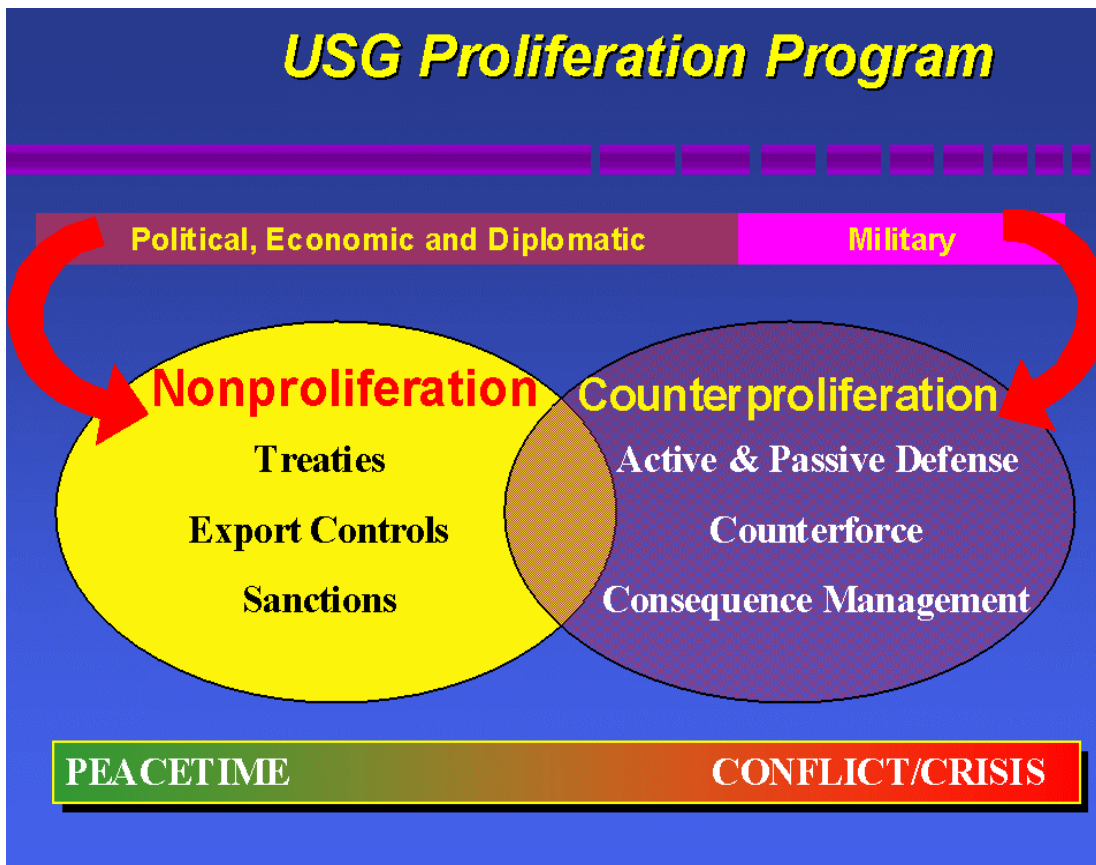 USG Proliferation Program
Political, Economic and Diplomatic
Military
Nonproliferation
Treaties
Export Controls
Sanctions
Counterproliferation
Active & Passive Defense
Counterforce
Consequence Management
PEACETIME
CONFLICT/CRISIS